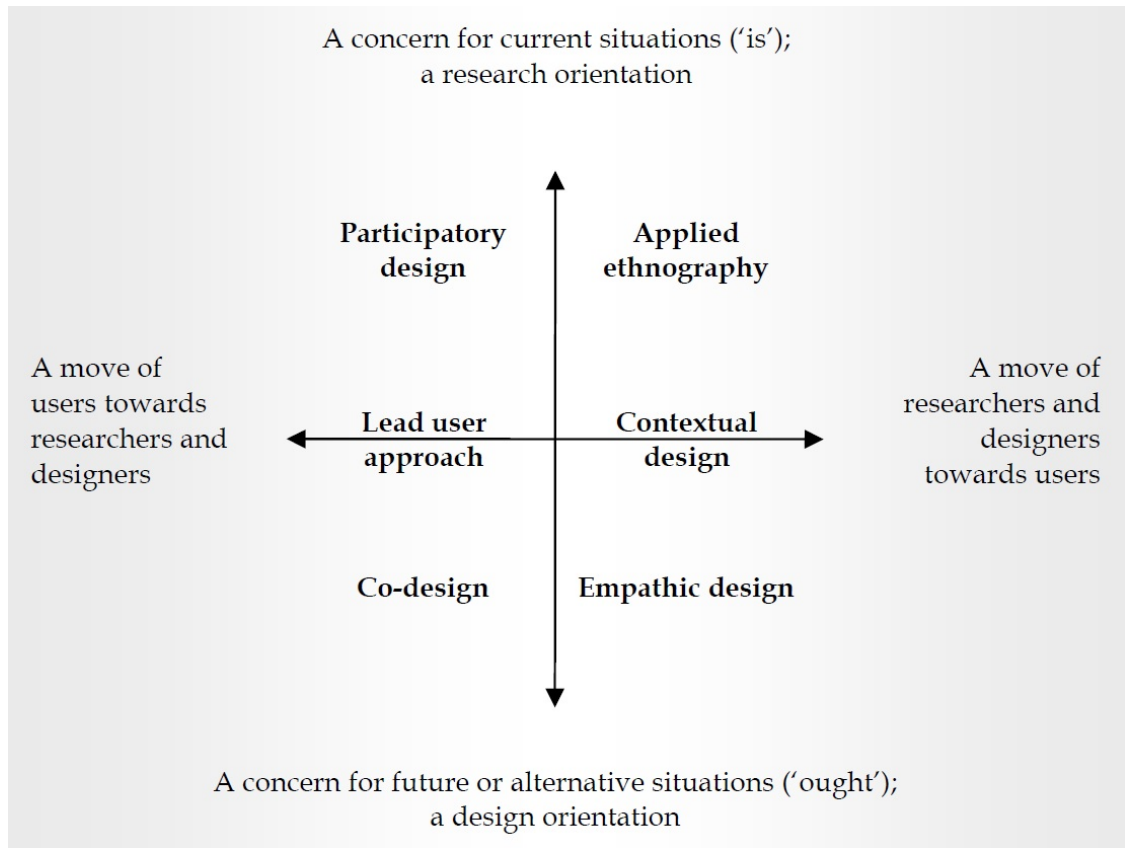 A concern for current situations (‘is’);
a research orientation
Participatory
design
Applied
ethnography
A move of
users towards
researchers and
designers
Lead user
approach
Contextual
design
A move of
researchers and
designers
towards users
Co-design
Empathic design
A concern for future or alternative situations (‘ought’);
a design orientation